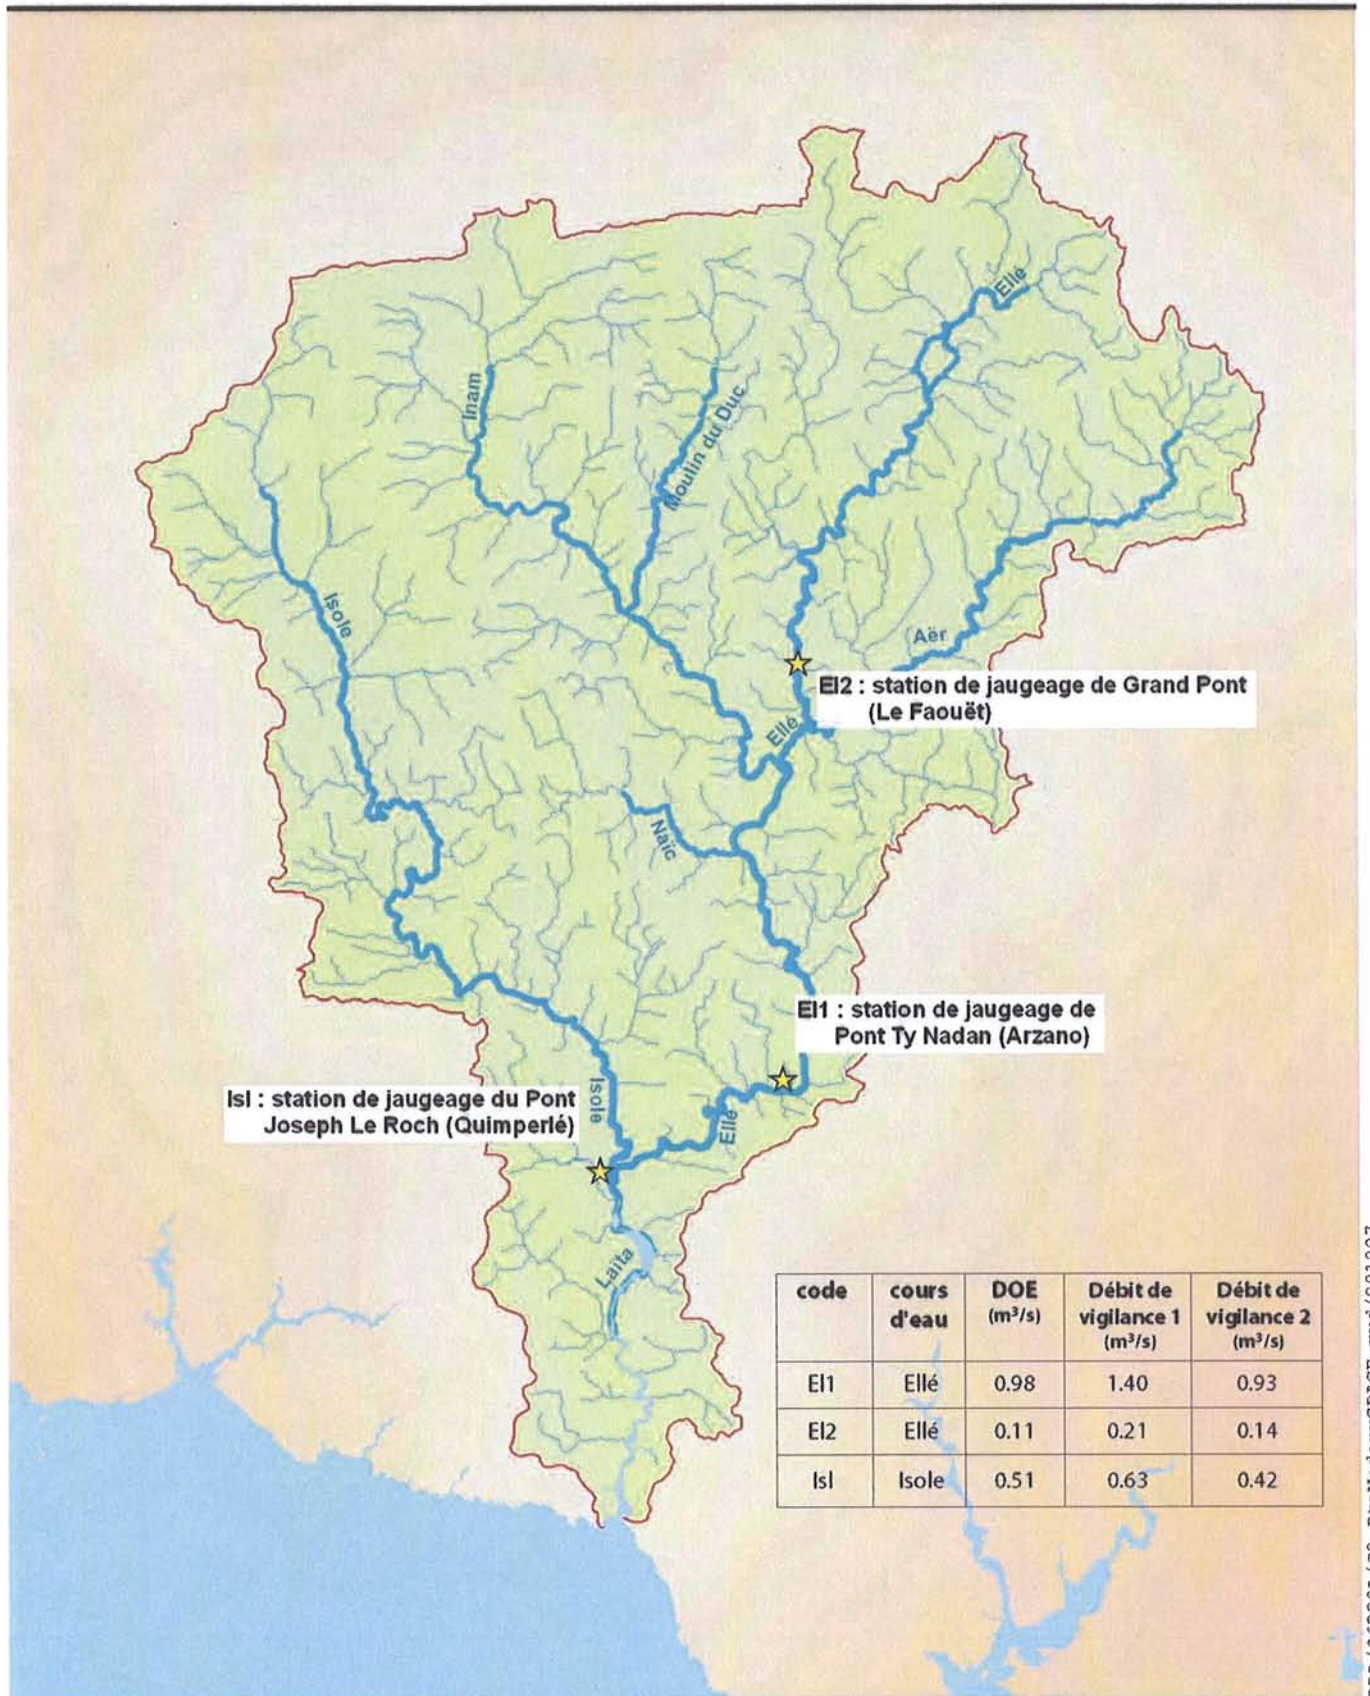 Ellé
Inam
Moulin du Duc
Isole
Aër
El2 : station de jaugeage de Grand Pont
(Le Faouët)
Ellé
Naïc
El1 : station de jaugeage de
Pont Ty Nadan (Arzano)
Isl : station de jaugeage du Pont
Joseph Le Roch (Quimperlé)
Isole
Ellé
Laïta
code cours d'eau DOE (m³/s) Débit de vigilance 1 (m³/s) Débit de vigilance 2 (m³/s)
El1 Ellé 0.98 1.40 0.93
El2 Ellé 0.11 0.21 0.14
Isl Isole 0.51 0.63 0.42